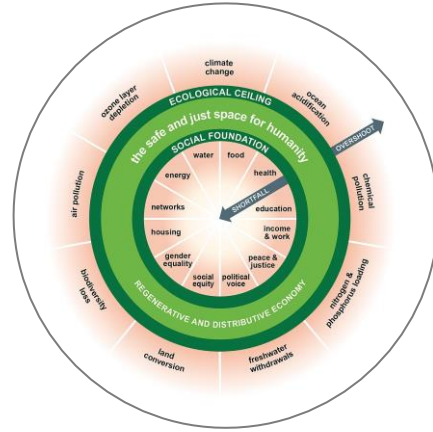 climate
change
ocean
acidification
chemical
pollution
nitrogen &
phosphorus loading
freshwater
withdrawals
land
conversion
biodiversity
loss
air pollution
ozone layer
depletion
OVERSHOOT
ECOLOGICAL CEILING
the safe and just space for humanity
SOCIAL FOUNDATION
water
food
health
SHORTFALL
education
income
& work
peace &
justice
political
voice
social
equity
gender
equality
housing
networks
energy
REGENERATIVE AND DISTRIBUTIVE ECONOMY